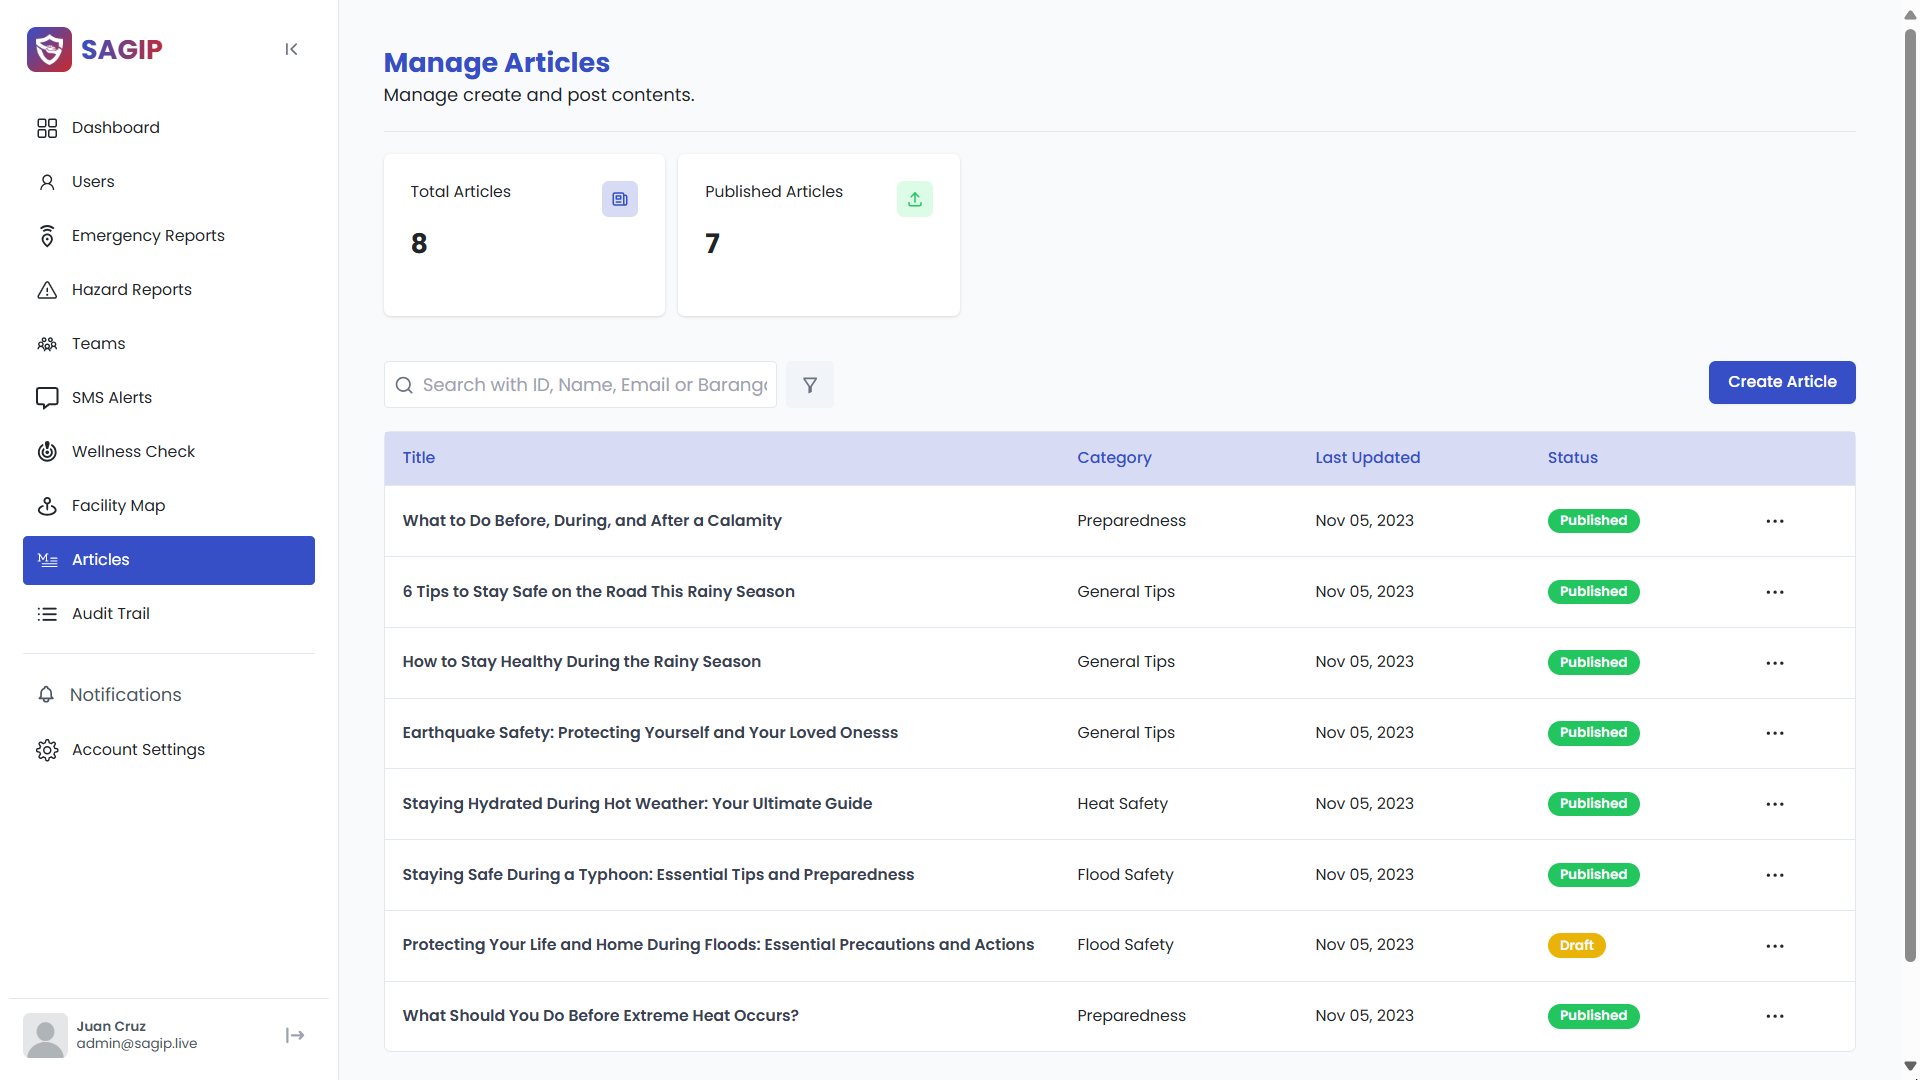 SAGIP
Dashboard
Users
Emergency Reports
Hazard Reports
Teams
SMS Alerts
Wellness Check
Facility Map
Articles
Audit Trail
Notifications
Account Settings
Juan Cruz
admin@sagip.live
Manage Articles
Manage create and post contents.
Total Articles
8
Published Articles
7
Search with ID, Name, Email or Barang
Create Article
Title Category Last Updated Status
What to Do Before, During, and After a Calamity Preparedness Nov 05, 2023 Published
6 Tips to Stay Safe on the Road This Rainy Season General Tips Nov 05, 2023 Published
How to Stay Healthy During the Rainy Season General Tips Nov 05, 2023 Published
Earthquake Safety: Protecting Yourself and Your Loved Onesss General Tips Nov 05, 2023 Published
Staying Hydrated During Hot Weather: Your Ultimate Guide Heat Safety Nov 05, 2023 Published
Staying Safe During a Typhoon: Essential Tips and Preparedness Flood Safety Nov 05, 2023 Published
Protecting Your Life and Home During Floods: Essential Precautions and Actions Flood Safety Nov 05, 2023 Draft
What Should You Do Before Extreme Heat Occurs? Preparedness Nov 05, 2023 Published